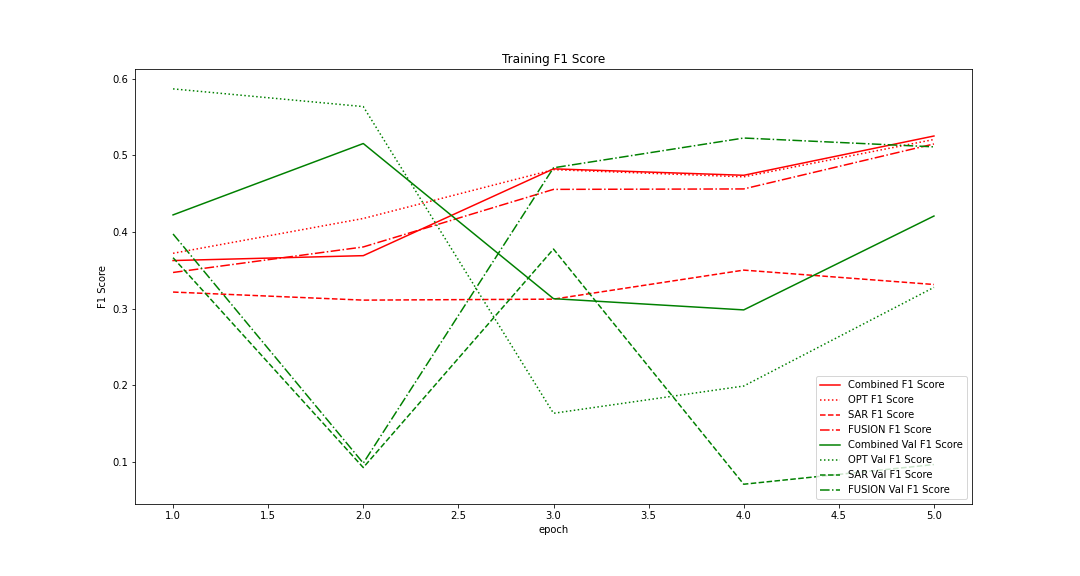 Training F1 Score
0.6
0.5
0.4
0.3
0.2
0.1
F1 Score
Combined F1 Score
OPT F1 Score
SAR F1 Score
FUSION F1 Score
Combined Val F1 Score
OPT Val F1 Score
SAR Val F1 Score
FUSION Val F1 Score
1.0 1.5 2.0 2.5 3.0 3.5 4.0 4.5 5.0
epoch